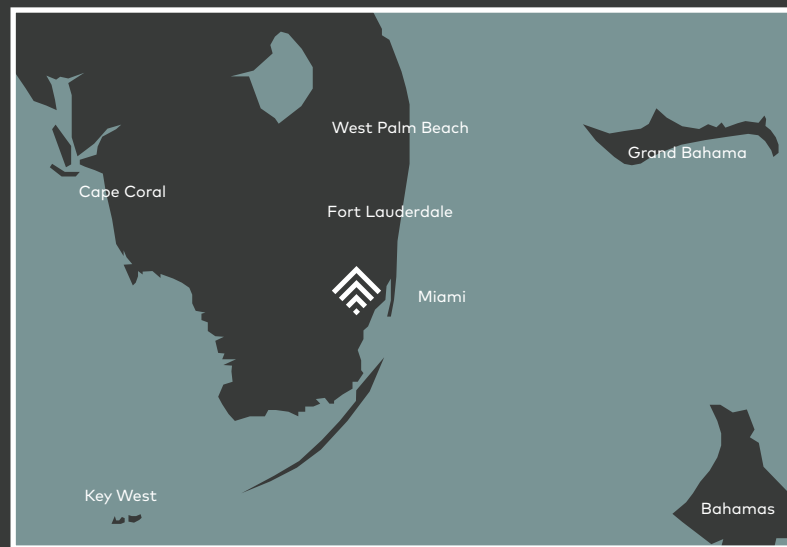 West Palm Beach
Grand Bahama
Cape Coral
Fort Lauderdale
Miami
Key West
Bahamas